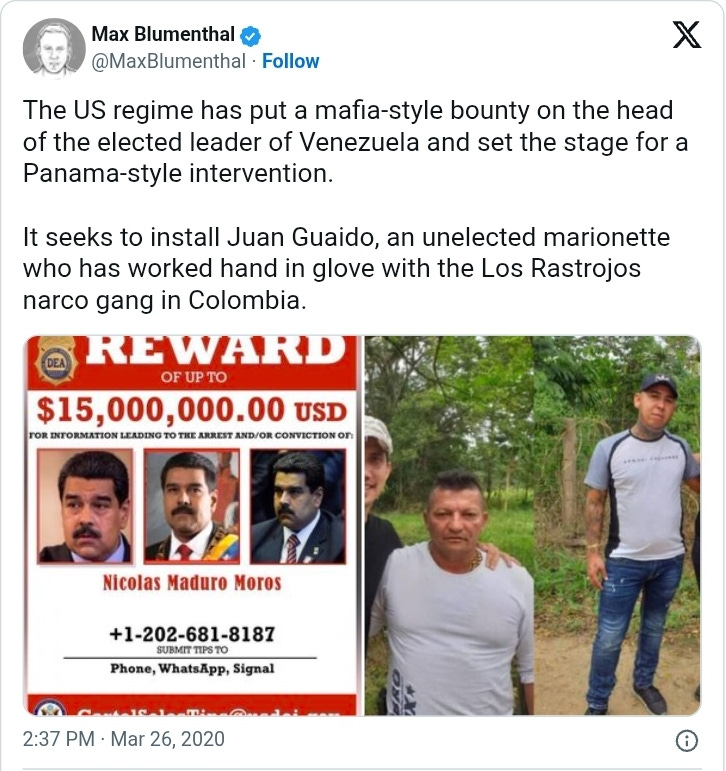 Max Blumenthal
@MaxBlumenthal · Follow
The US regime has put a mafia-style bounty on the head
of the elected leader of Venezuela and set the stage for a
Panama-style intervention.
It seeks to install Juan Guaido, an unelected marionette
who has worked hand in glove with the Los Rastrojos
narco gang in Colombia.
DEA
REWARD
OF UP TO
$15,000,000.00 USD
FOR INFORMATION LEADING TO THE ARREST AND/OR CONVICTION OF:
Nicolas Maduro Moros
+1-202-681-8187
SUBMIT TIPS TO
Phone, WhatsApp, Signal
2:37 PM · Mar 26, 2020